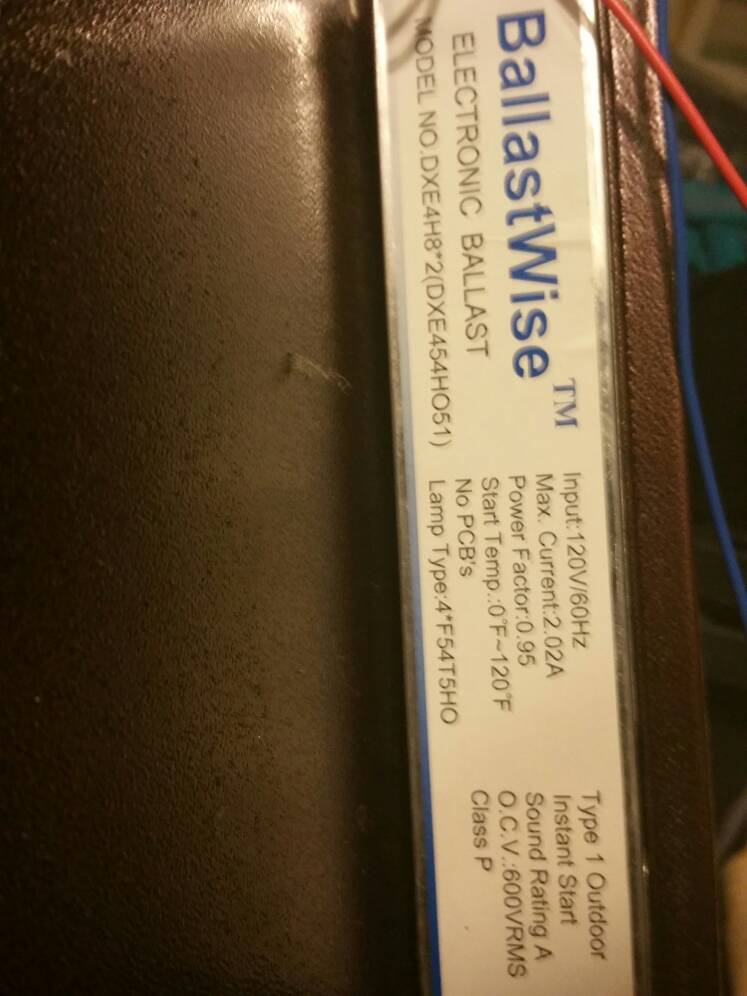 BallastWise™
ELECTRONIC BALLAST
MODEL NO.DXE4H8*2(DXE454HO51)
Input:120V/60Hz
Max. Current:2.02A
Power Factor:0.95
Start Temp.:0°F~120°F
No PCB's
Lamp Type:4*F54T5HO
Type 1 Outdoor
Instant Start
Sound Rating A
O.C.V.:600VRMS
Class P